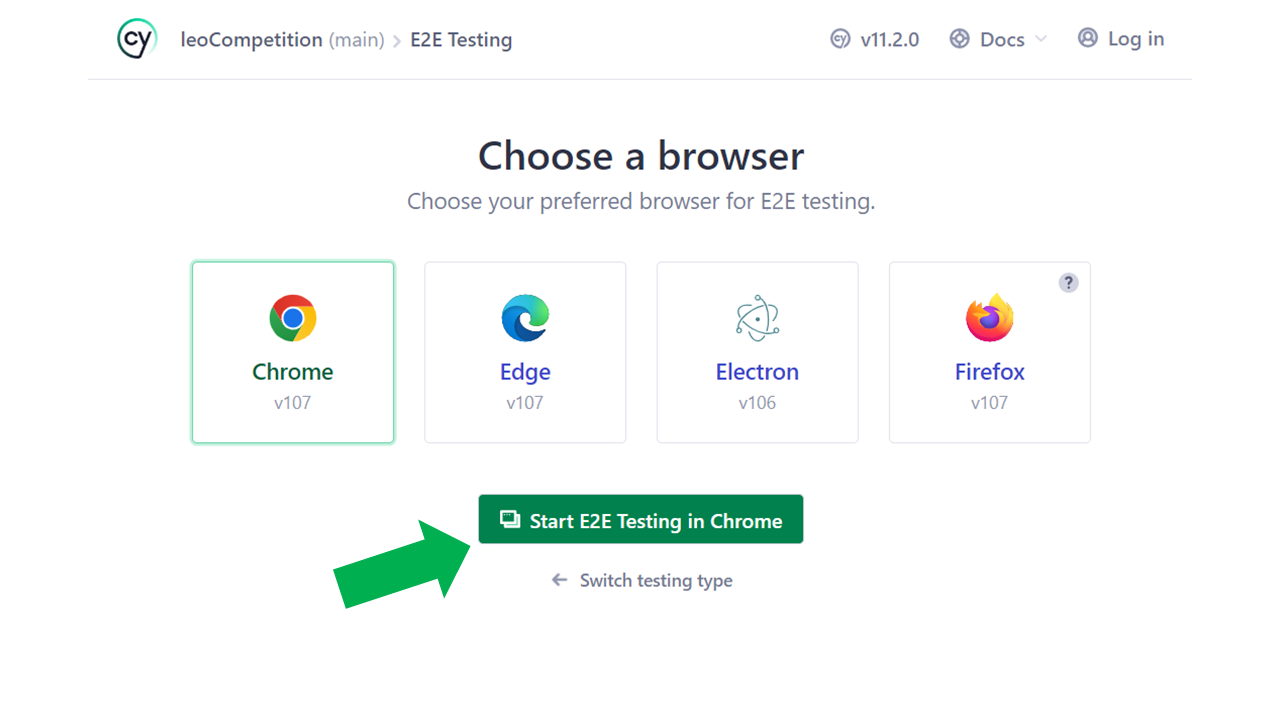 cy leoCompetition (main) > E2E Testing cy v11.2.0 Docs Log in
Choose a browser
Choose your preferred browser for E2E testing.
?
Chrome Edge Electron Firefox
v107 v107 v106 v107
Start E2E Testing in Chrome
← Switch testing type